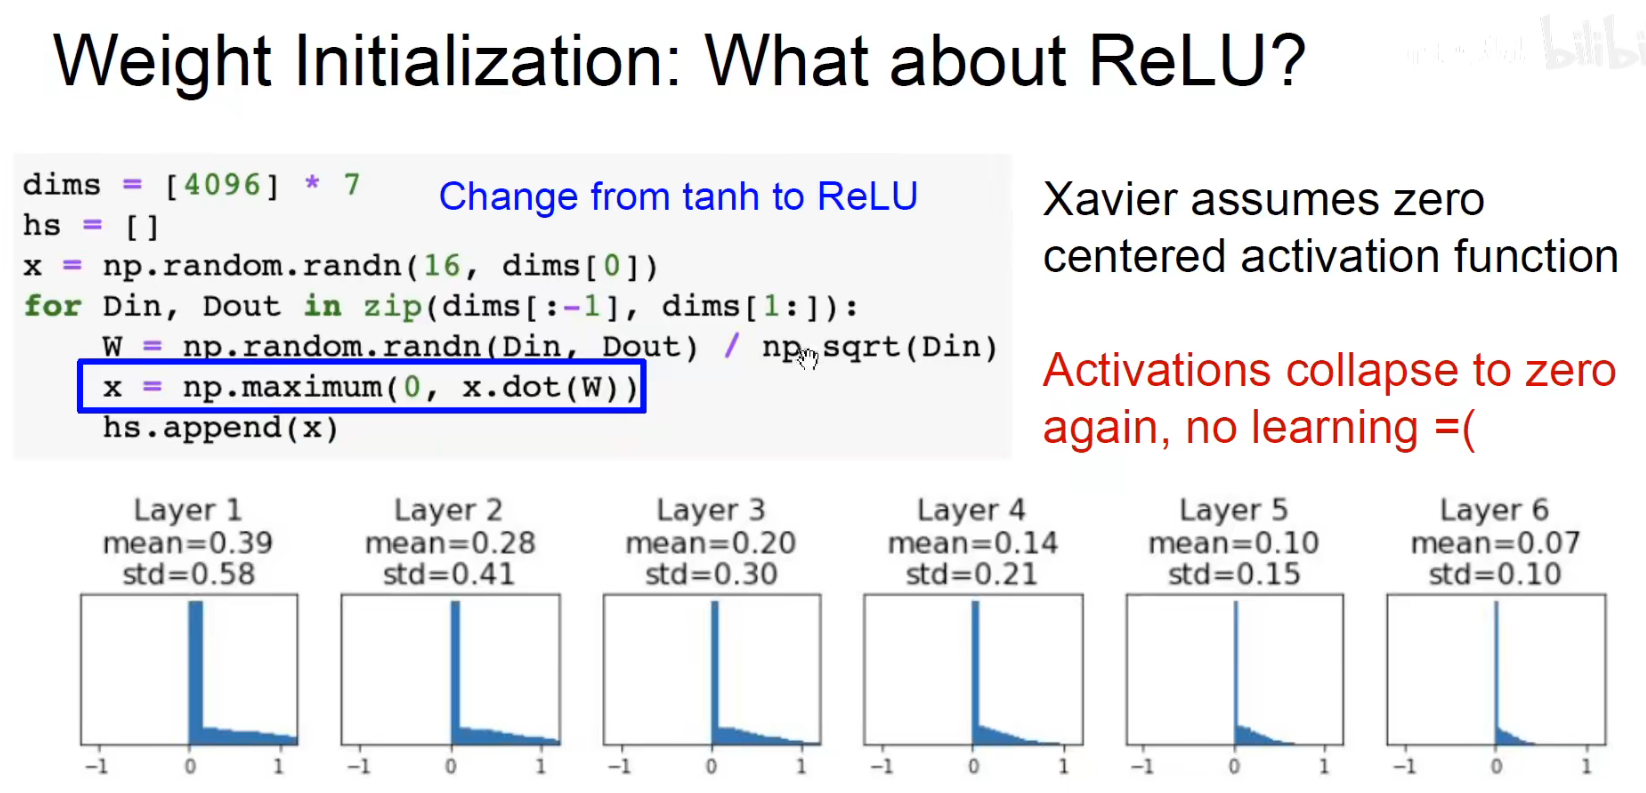 Weight Initialization: What about ReLU?
bilibi
dims = [4096] * 7
Change from tanh to ReLU
hs = []
x = np.random.randn(16, dims[0])
for Din, Dout in zip(dims[:-1], dims[1:]):
W = np.random.randn(Din, Dout) / np.sqrt(Din)
x = np.maximum(0, x.dot(W))
hs.append(x)
Xavier assumes zero
centered activation function
Activations collapse to zero
again, no learning =(
Layer 1
mean=0.39
std=0.58
-1 0 1
Layer 2
mean=0.28
std=0.41
-1 0 1
Layer 3
mean=0.20
std=0.30
-1 0 1
Layer 4
mean=0.14
std=0.21
-1 0 1
Layer 5
mean=0.10
std=0.15
-1 0 1
Layer 6
mean=0.07
std=0.10
-1 0 1